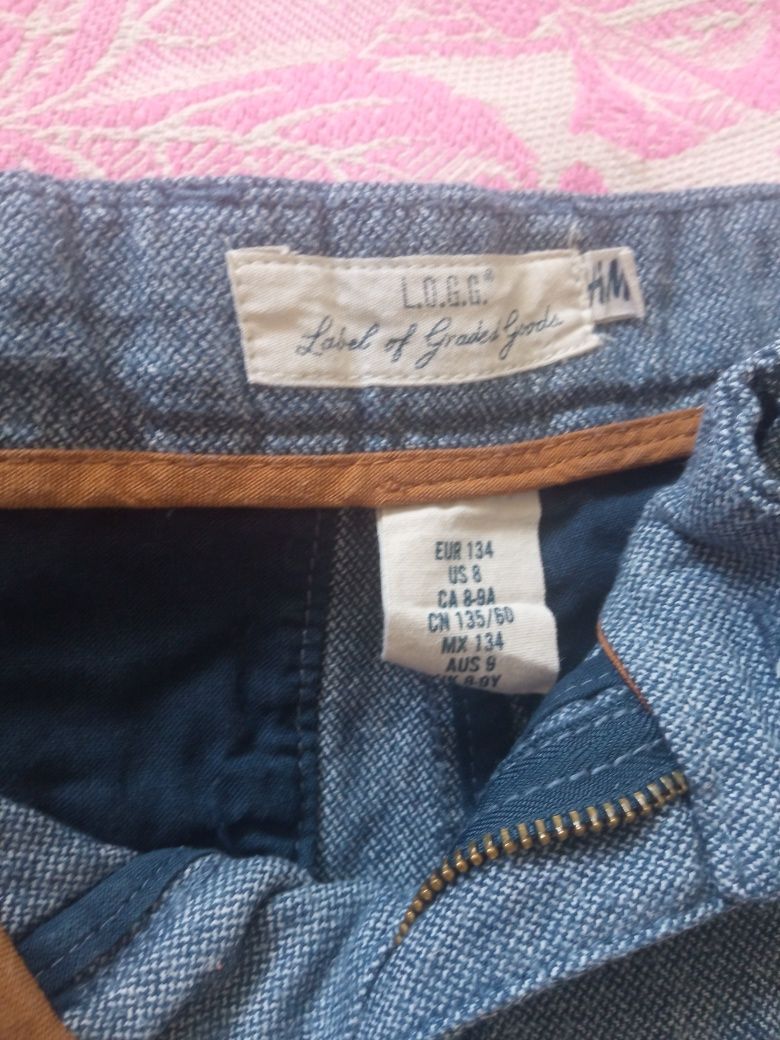 L.O.G.G.®
Label of Graded Goods
H&M
EUR 134
US 8
CA 8-9A
CN 135/60
MX 134
AUS 9